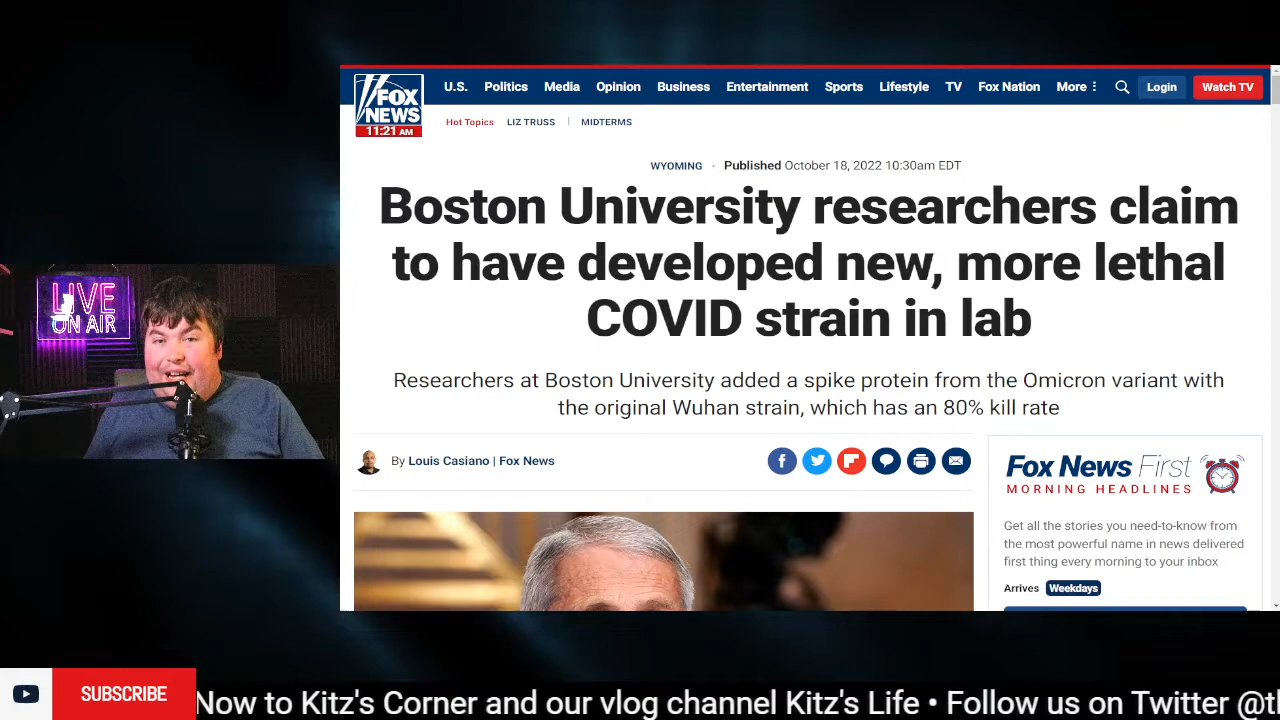 FOX
NEWS
11:21 AM
U.S. Politics Media Opinion Business Entertainment Sports Lifestyle TV Fox Nation More Login Watch TV
Hot Topics LIZ TRUSS | MIDTERMS
WYOMING - Published October 18, 2022 10:30am EDT
Boston University researchers claim
to have developed new, more lethal
COVID strain in lab
Researchers at Boston University added a spike protein from the Omicron variant with
the original Wuhan strain, which has an 80% kill rate
LIVE
ON AIR
By Louis Casiano | Fox News
Fox News First
MORNING HEADLINES
Get all the stories you need-to-know from
the most powerful name in news delivered
first thing every morning to your inbox
Arrives Weekdays
SUBSCRIBE
Now to Kitz's Corner and our vlog channel Kitz's Life • Follow us on Twitter @tl